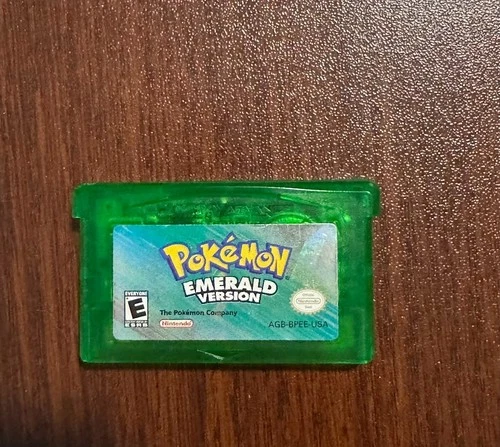 POKéMON
EMERALD
VERSION
EVERYONE
E
The Pokémon Company
Nintendo
AGB-BPEE-USA